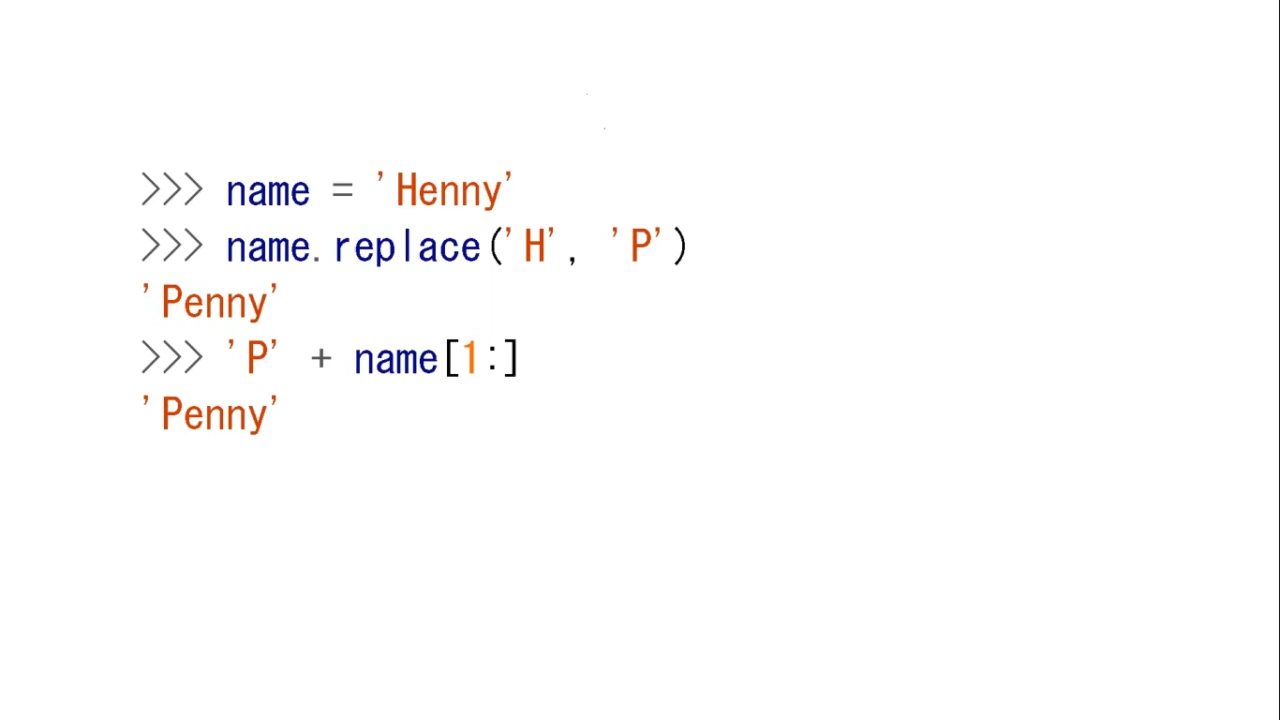 >>> name = 'Henny'
>>> name.replace('H', 'P')
'Penny'
>>> 'P' + name[1:]
'Penny'